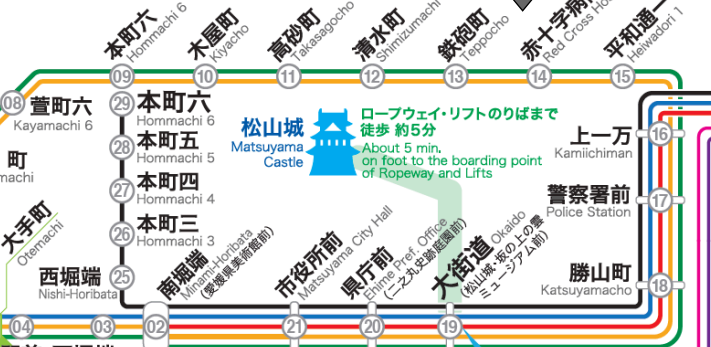 本町六
Hommachi 6
木屋町
Kiyacho
高砂町
Takasagocho
清水町
Shimizumachi
鉄砲町
Teppocho
赤十字病
Red Cross
平和通一
Heiwadori 1
08
09
10
11
12
13
14
15
萱町六
Kayamachi 6
29
本町六
Hommachi 6
28
本町五
Hommachi 5
27
本町四
Hommachi 4
26
本町三
Hommachi 3
25
西堀端
Nishi-Horibata
町
machi
大手町
Otemachi
松山城
Matsuyama
Castle
ロープウェイ・リフトのりばまで
徒歩 約5分
About 5 min.
on foot to the boarding point
of Ropeway and Lifts
上一万
Kamiichiman
16
警察署前
Police Station
17
勝山町
Katsuyamacho
18
南堀端
Minami-Horibata
(愛媛県美術館前)
市役所前
Matsuyama City Hall
県庁前
Ehime Pref. Office
(二之丸史跡庭園前)
大街道
Okaido
(松山城・坂の上の雲
ミュージアム前)
04
03
02
21
20
19